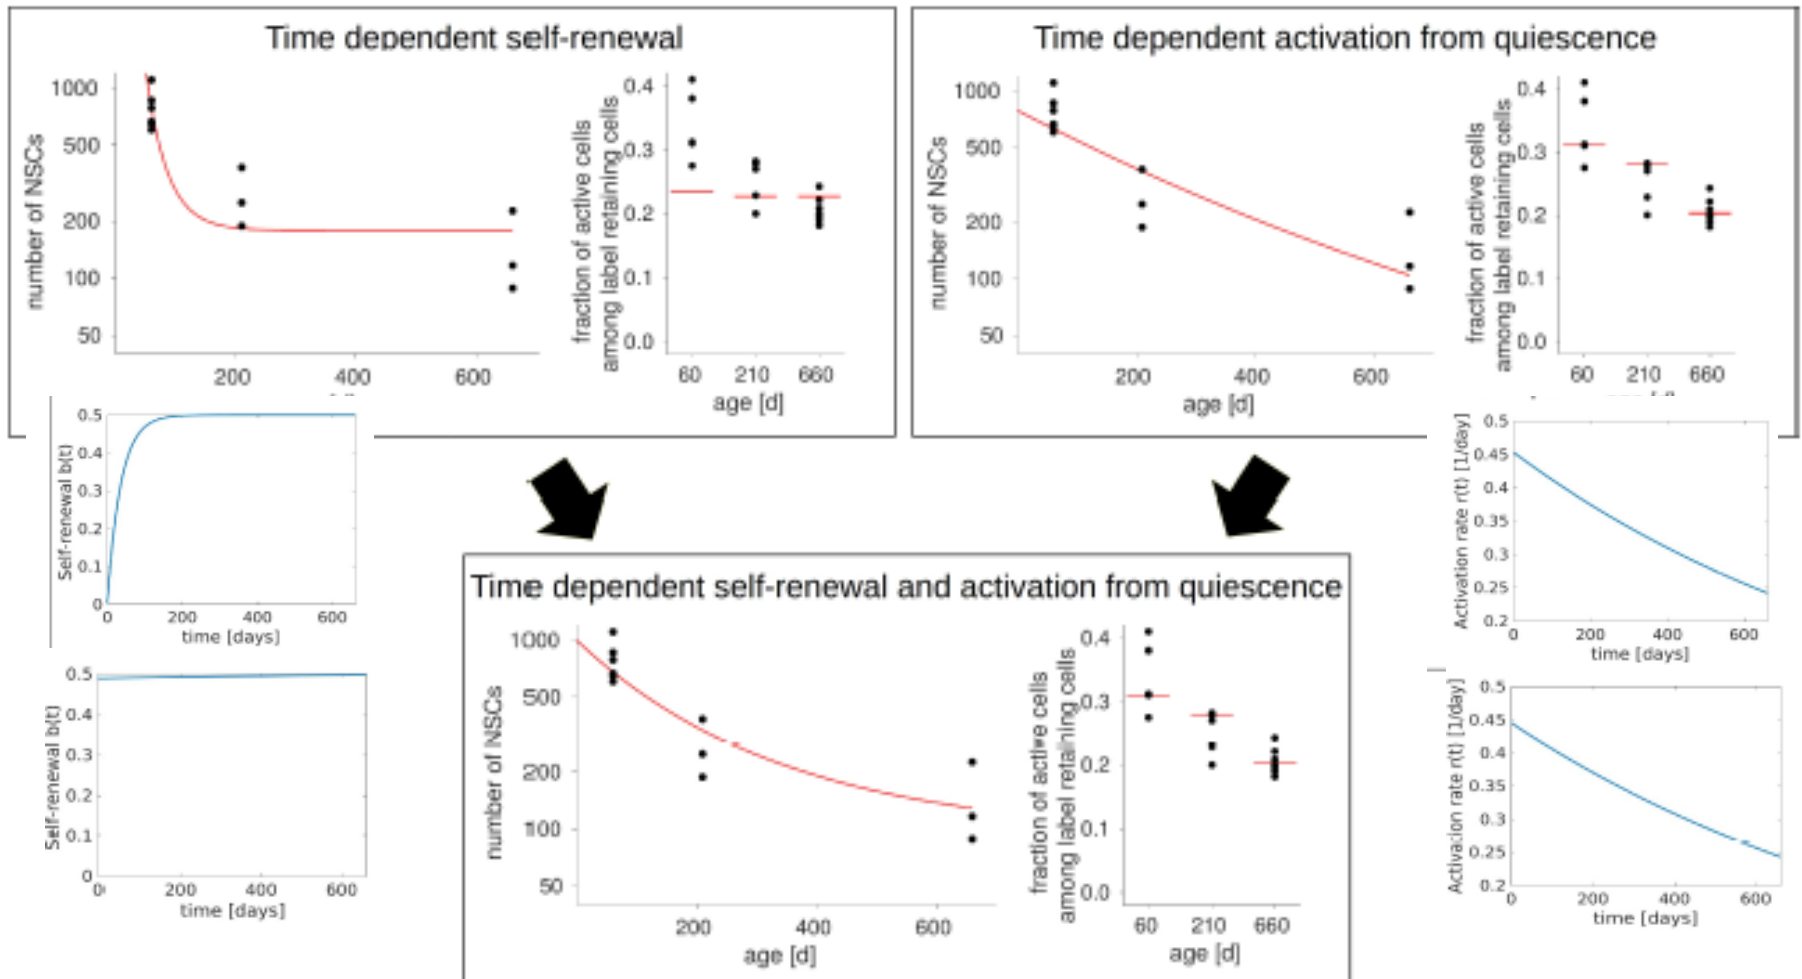 Time dependent self-renewal
number of NSCs
1000
500
200
100
50
200 400 600
fraction of active cells
among label retaining cells
0.4
0.3
0.2
0.1
0.0
60 210 660
age [d]
Time dependent activation from quiescence
number of NSCs
1000
500
200
100
50
200 400 600
age [d]
fraction of active cells
among label retaining cells
0.4
0.3
0.2
0.1
0.0
60 210 660
Self-renewal b(t)
0.5
0.4
0.3
0.2
0.1
0
0 200 400 600
time [days]
Activation rate r(t) [1/day]
0.5
0.45
0.4
0.35
0.3
0.25
0.2
0 200 400 600
time [days]
Time dependent self-renewal and activation from quiescence
number of NSCs
1000
500
200
100
50
200 400 600
age [d]
fraction of active cells
among label retaining cells
0.4
0.3
0.2
0.1
0.0
60 210 660
age [d]
Self-renewal b(t)
0.5
0.4
0.3
0.2
0.1
0
0 200 400 600
time [days]
Activation rate r(t) [1/day]
0.5
0.45
0.4
0.35
0.3
0.25
0.2
0 200 400 600
time [days]